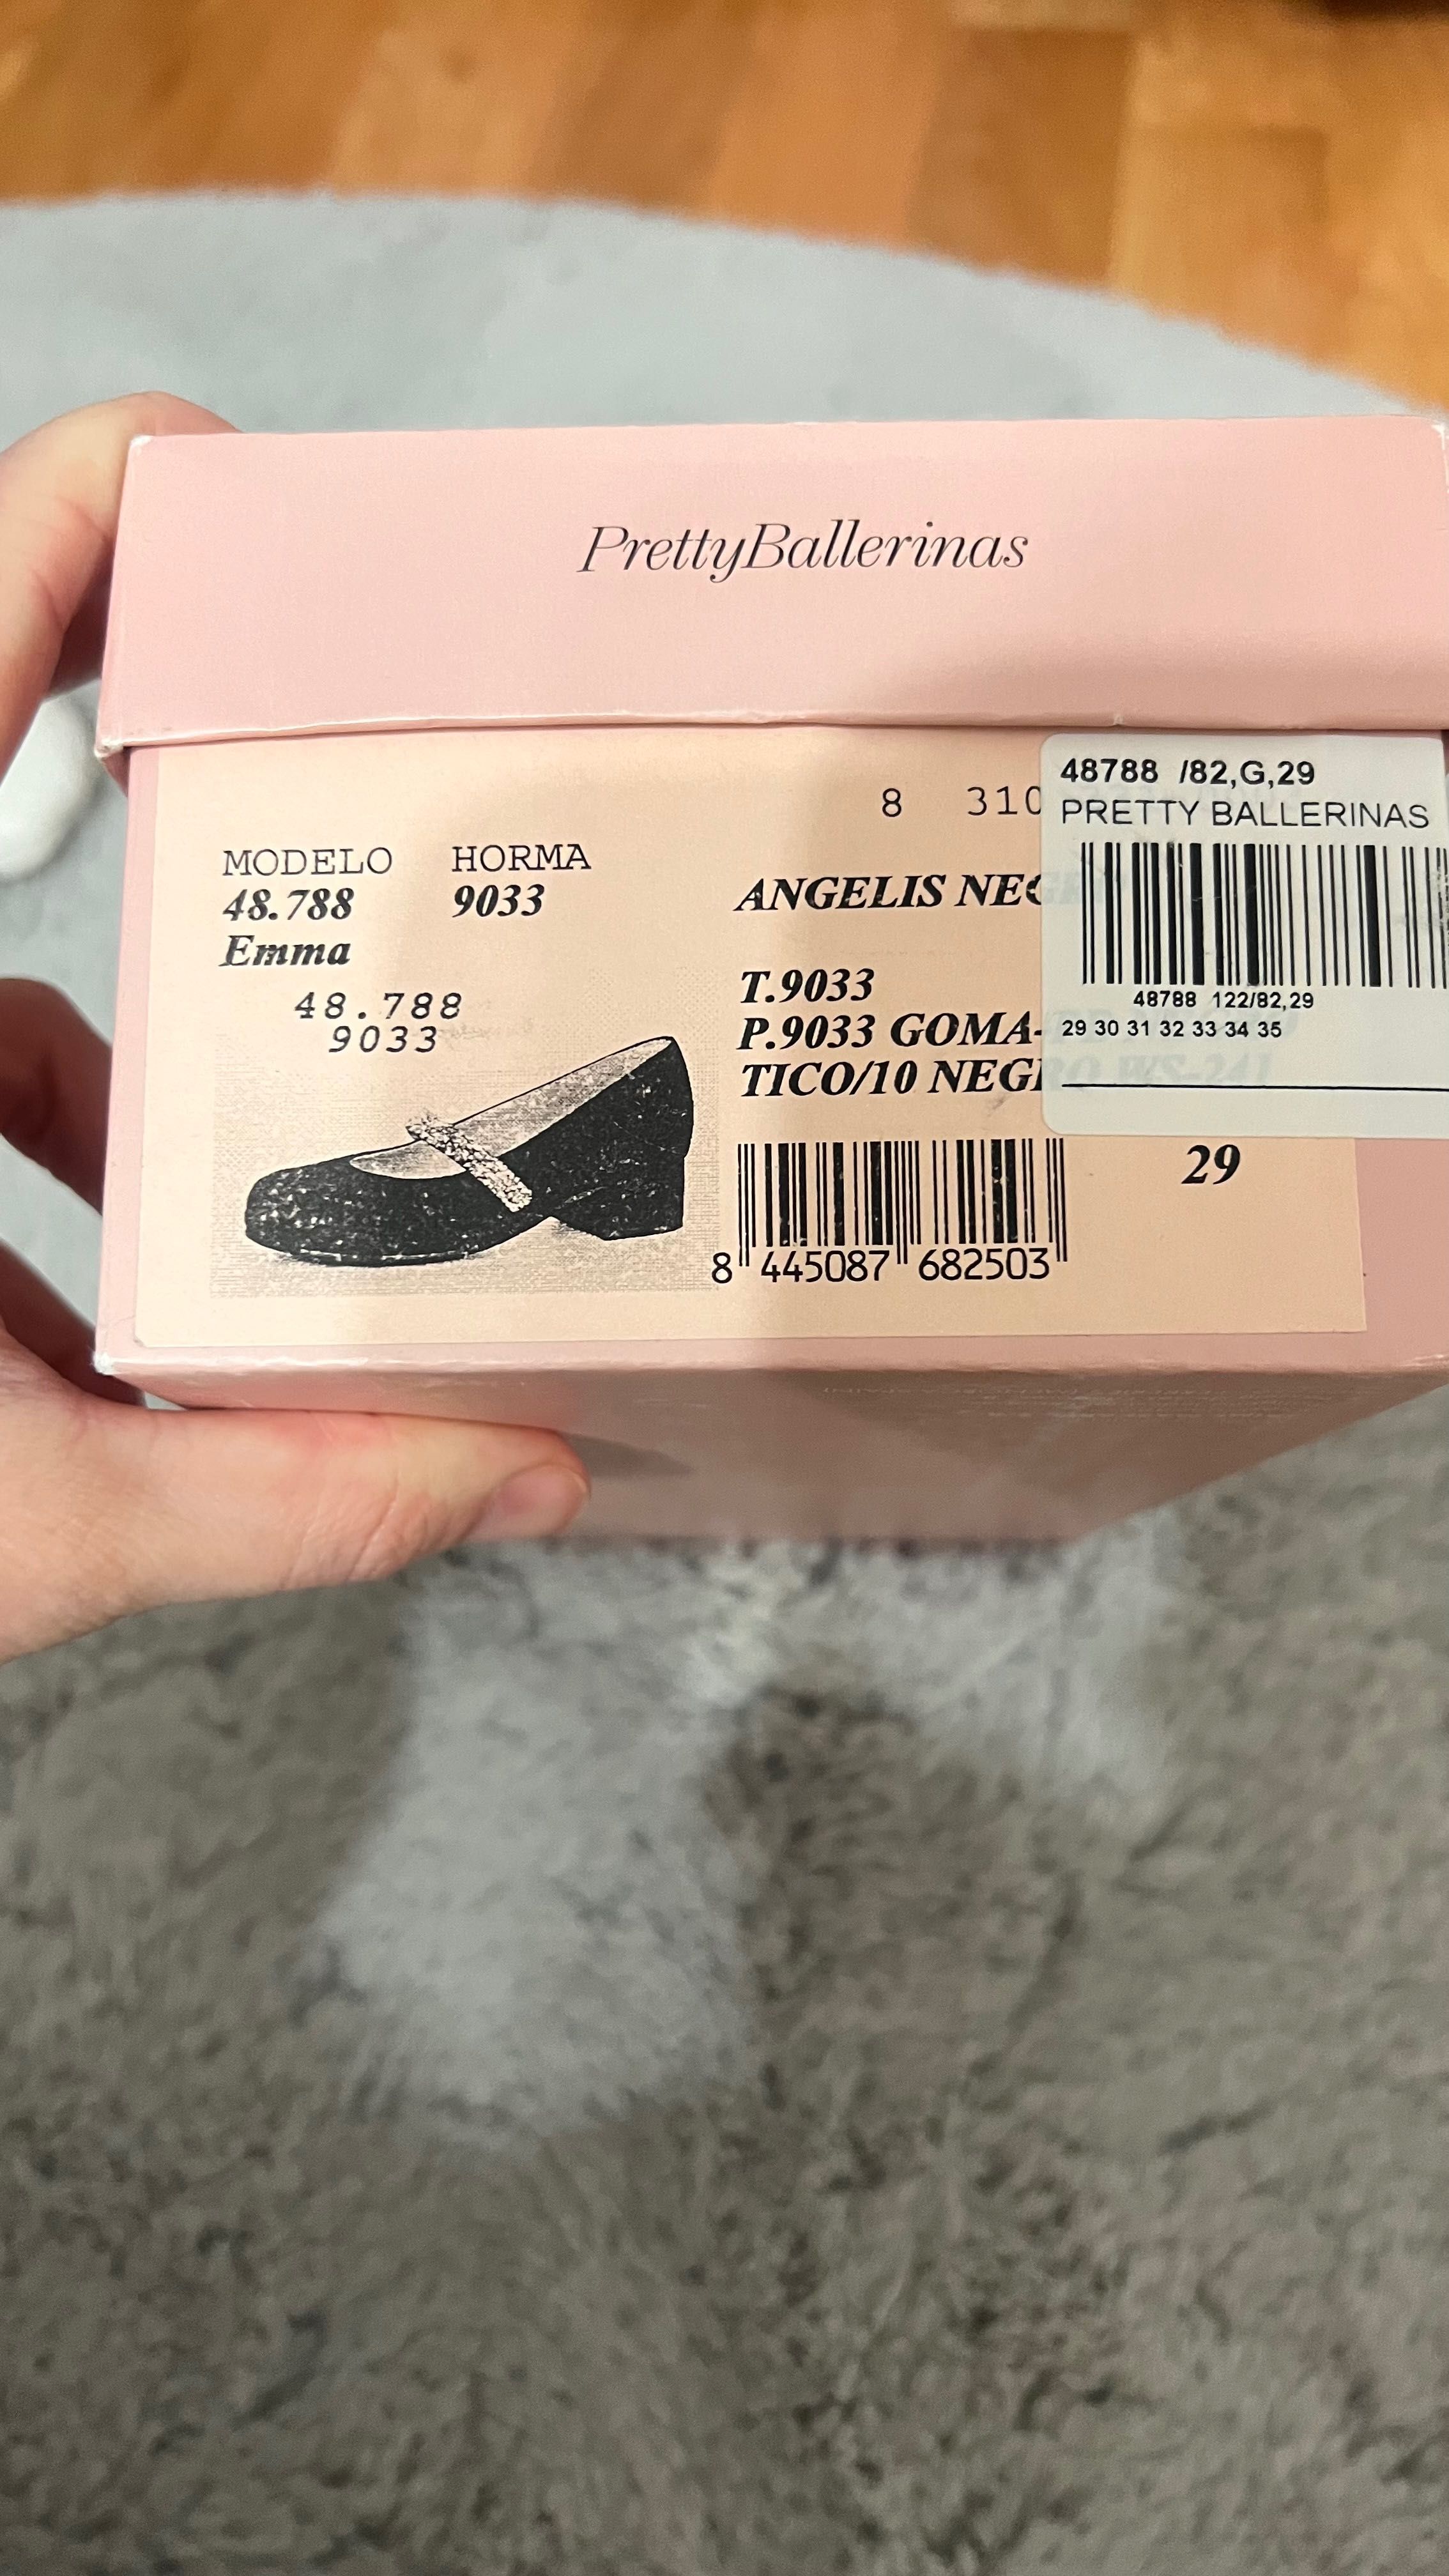 PrettyBallerinas
8 310
MODELO HORMA
48.788 9033
Emma
48.788
9033
ANGELIS NEG
T.9033
P.9033 GOMA-
TICO/10 NEG
8 445087 682503
29
48788 /82,G,29
PRETTY BALLERINAS
48788 122/82,29
29 30 31 32 33 34 35